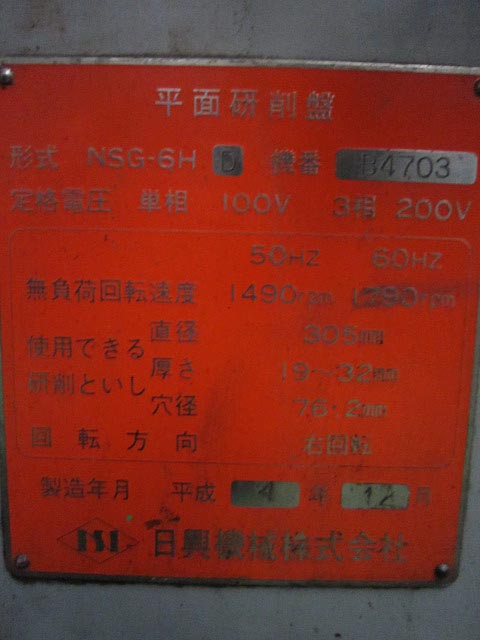 平面研削盤
形式 NSG-6H D 機番 B4703
定格電圧 単相 100V 3相 200V
50HZ 60HZ
無負荷回転速度 1490rpm 1790rpm
使用できる研削といし
直径 305mm
厚さ 19~32mm
穴径 76.2mm
回転方向 右回転
製造年月 平成 4 年 12 月
日興機械株式会社